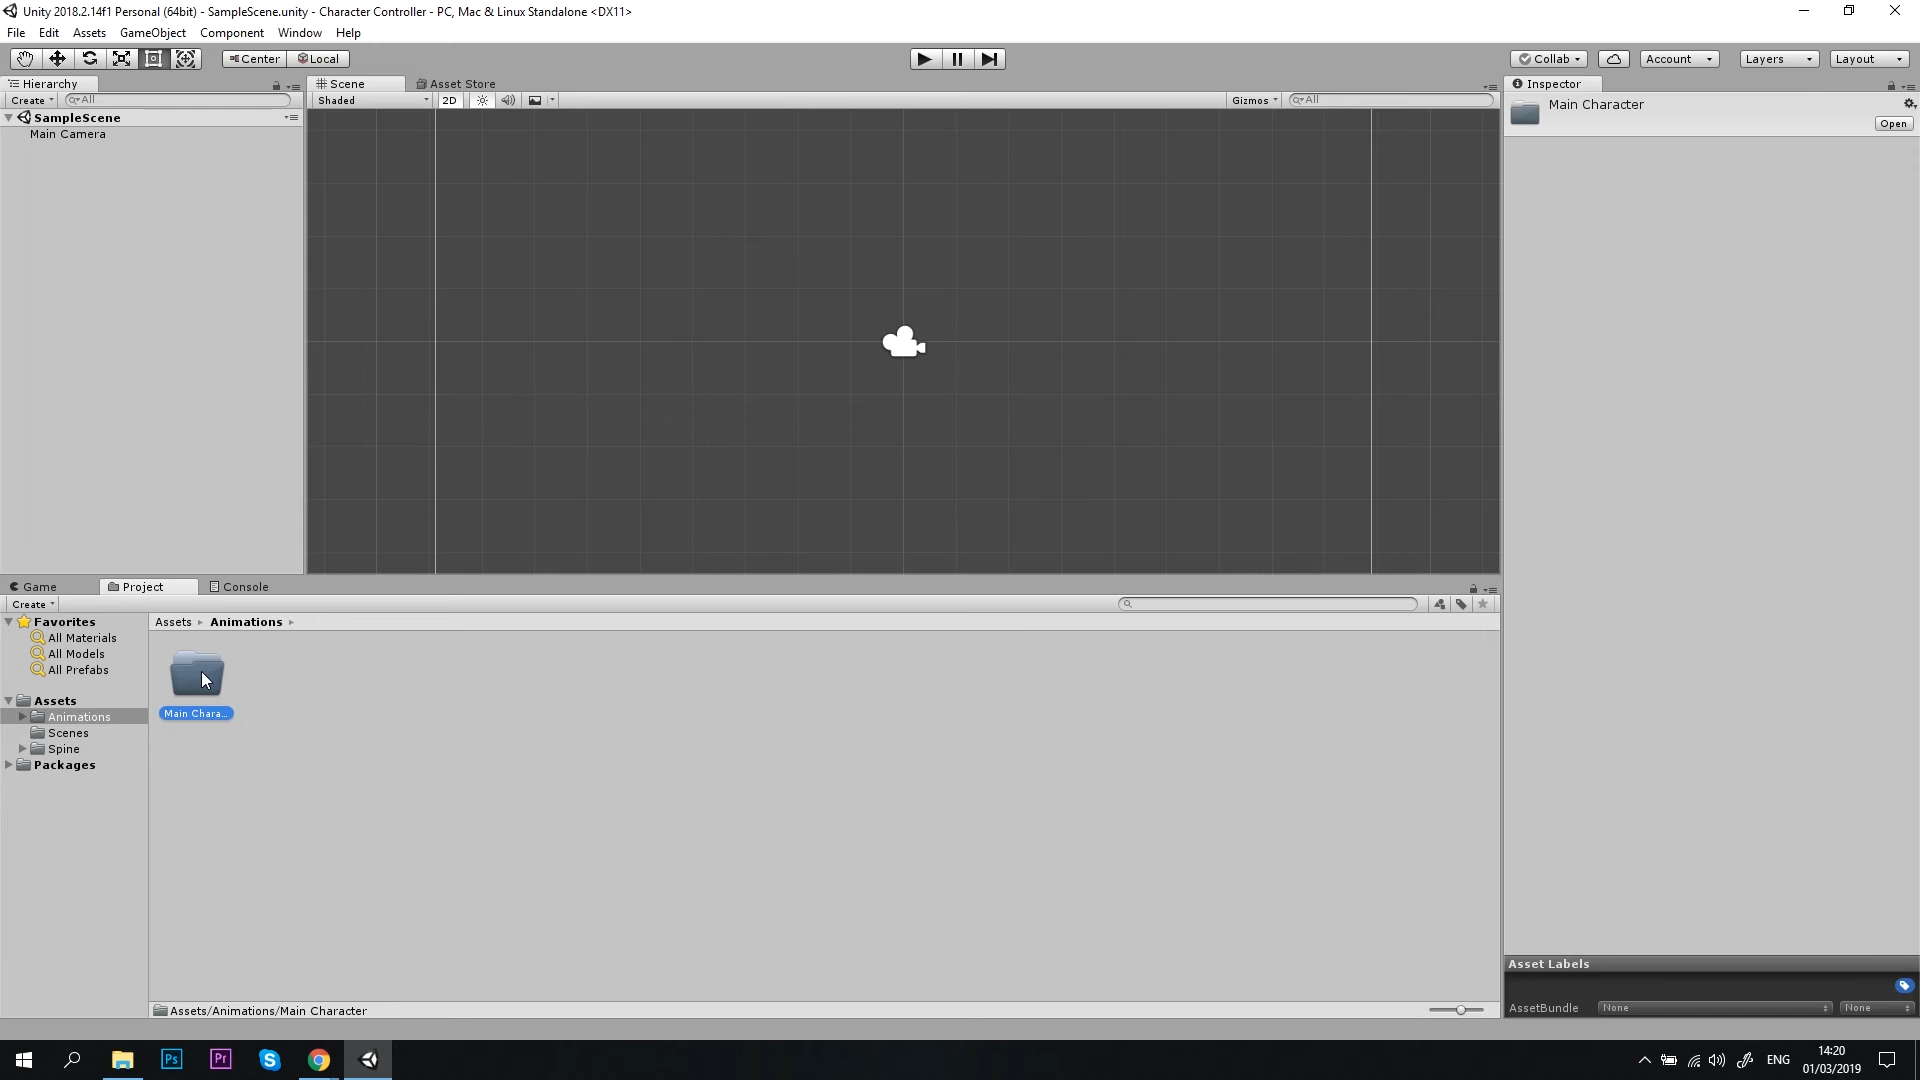 Unity 2018.2.14f1 Personal (64bit) - SampleScene.unity - Character Controller - PC, Mac & Linux Standalone <DX11>
File Edit Assets GameObject Component Window Help
Center Local Collab Account Layers Layout
Hierarchy Scene Asset Store Inspector
Create All Shaded 2D Gizmos All Main Character
Open
SampleScene
Main Camera
Game Project Console
Create
Favorites
All Materials
All Models
All Prefabs
Assets
Animations
Scenes
Spine
Packages
Assets Animations
Main Chara...
Assets/Animations/Main Character
Asset Labels
AssetBundle None None
Ps Pr S ENG 14:20
01/03/2019